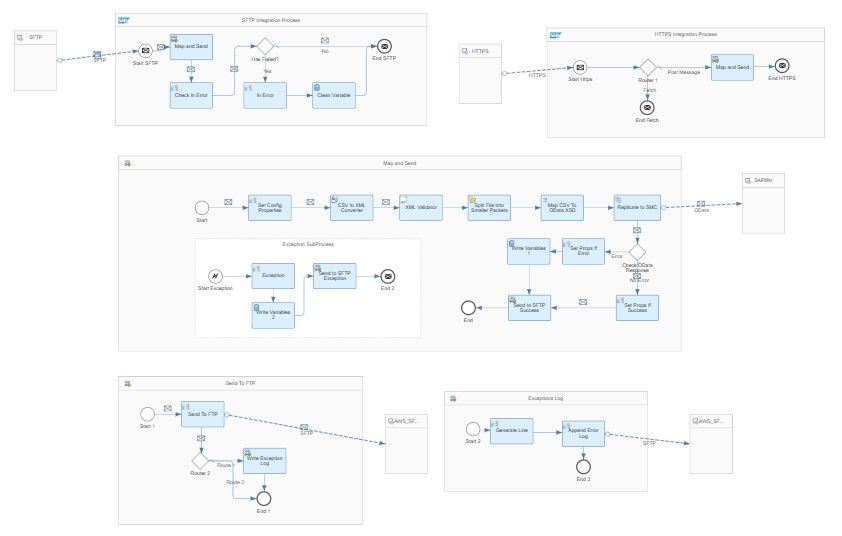 SFTP
SFTP
SFTP Integration Process
Start SFTP
Map and Send
Check In Error
Has Failed?
No
Yes
In Error
Clean Variable
End SFTP
HTTPS
HTTPS
HTTPS Integration Process
Start Https
Router 1
Post Message
Fetch
End Fetch
Map and Send
End HTTPS
Map and Send
Start
Set Config
Properties
CSV to XML
Converter
XML Validator
Split File into
Smaller Packets
Map CSV To
OData XSD
Replicate to SMC
OData
SAPMkt
Exception SubProcess
Start Exception
Exception
Write Variables
2
Send to SFTP
Exception
End 2
Write Variables
1
Set Props If
Error
Error
Check OData
Response
No Error
End
Send to SFTP
Success
Set Props If
Success
Send To FTP
Start 1
Send To FTP
SFTP
AWS_SF...
Router 2
Route 1
Write Exception
Log
Route 2
End 1
Exceptions Log
Start 2
Generate Line
Append Error
Log
End 3
SFTP
AWS_SF...